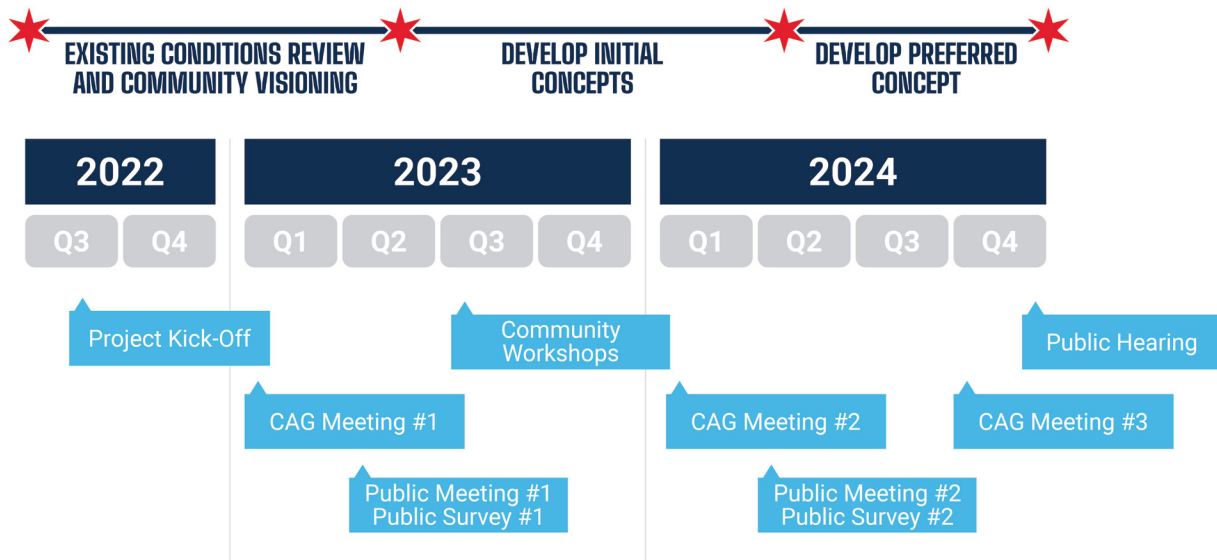 EXISTING CONDITIONS REVIEW
AND COMMUNITY VISIONING
DEVELOP INITIAL
CONCEPTS
DEVELOP PREFERRED
CONCEPT
2022
2023
2024
Q3
Q4
Q1
Q2
Q3
Q4
Q1
Q2
Q3
Q4
Project Kick-Off
Community
Workshops
Public Hearing
CAG Meeting #1
CAG Meeting #2
CAG Meeting #3
Public Meeting #1
Public Survey #1
Public Meeting #2
Public Survey #2